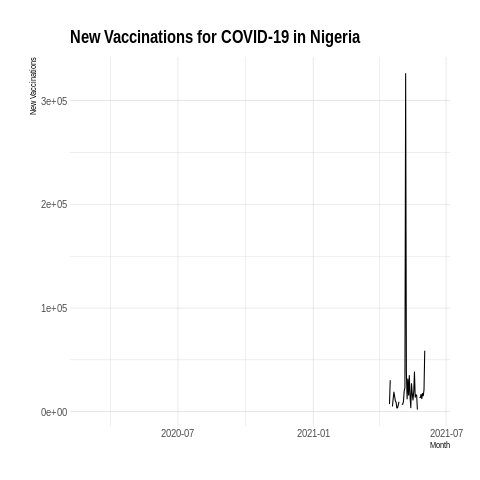 New Vaccinations for COVID-19 in Nigeria
New Vaccinations
3e+05
2e+05
1e+05
0e+00
2020-07
2021-01
2021-07
Month